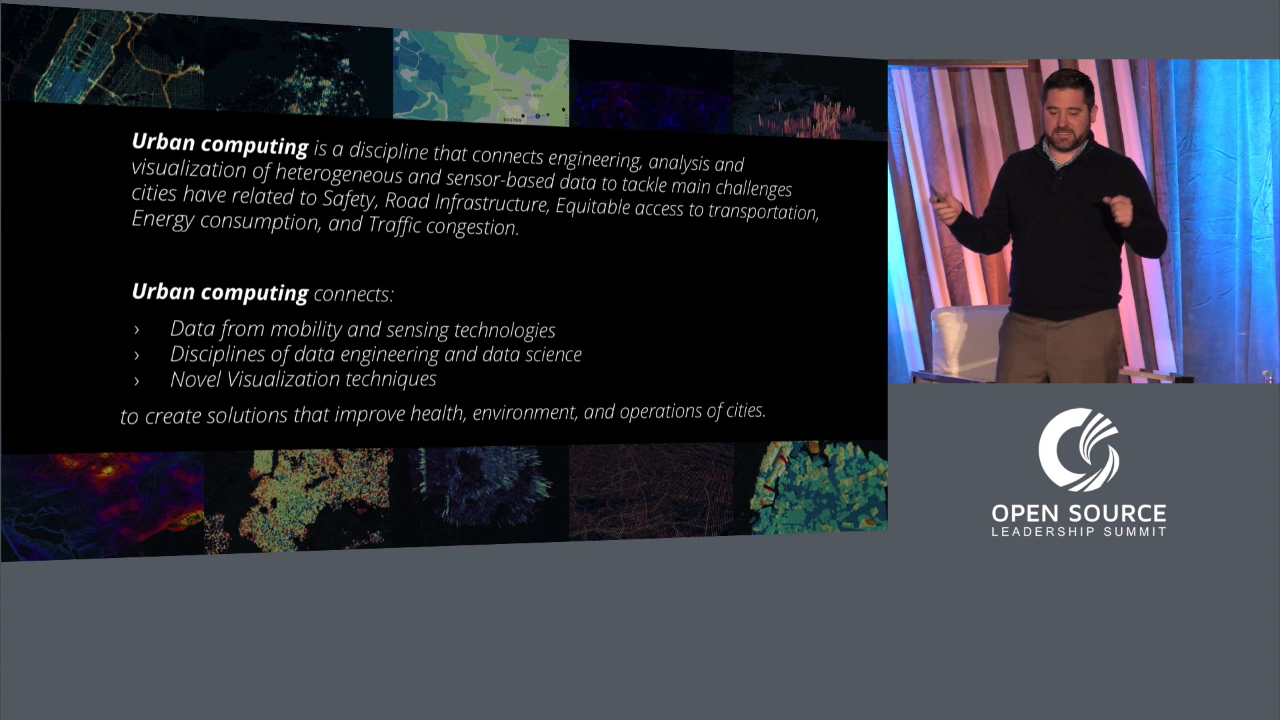 BOSTON
Urban computing is a discipline that connects engineering, analysis and
visualization of heterogeneous and sensor-based data to tackle main challenges
cities have related to Safety, Road Infrastructure, Equitable access to transportation,
Energy consumption, and Traffic congestion.
Urban computing connects:
› Data from mobility and sensing technologies
› Disciplines of data engineering and data science
› Novel Visualization techniques
to create solutions that improve health, environment, and operations of cities.
OPEN SOURCE
LEADERSHIP SUMMIT